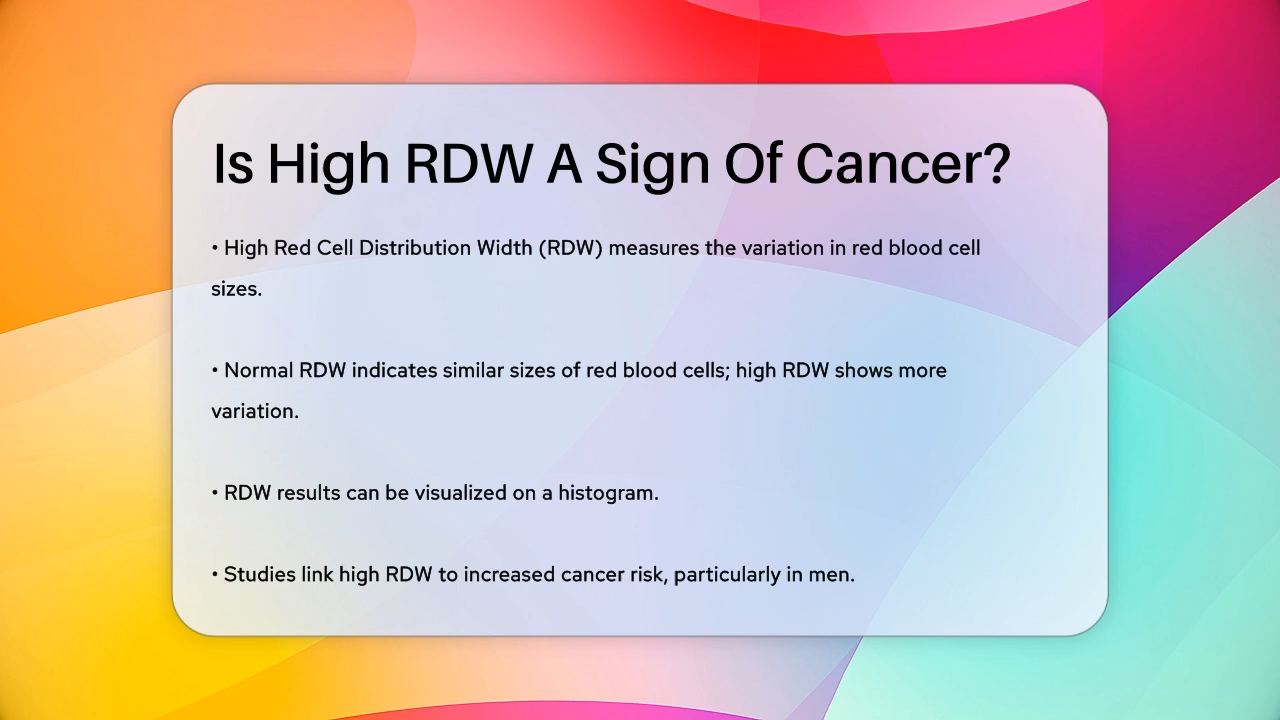 Is High RDW A Sign Of Cancer?
• High Red Cell Distribution Width (RDW) measures the variation in red blood cell
sizes.
• Normal RDW indicates similar sizes of red blood cells; high RDW shows more
variation.
• RDW results can be visualized on a histogram.
• Studies link high RDW to increased cancer risk, particularly in men.